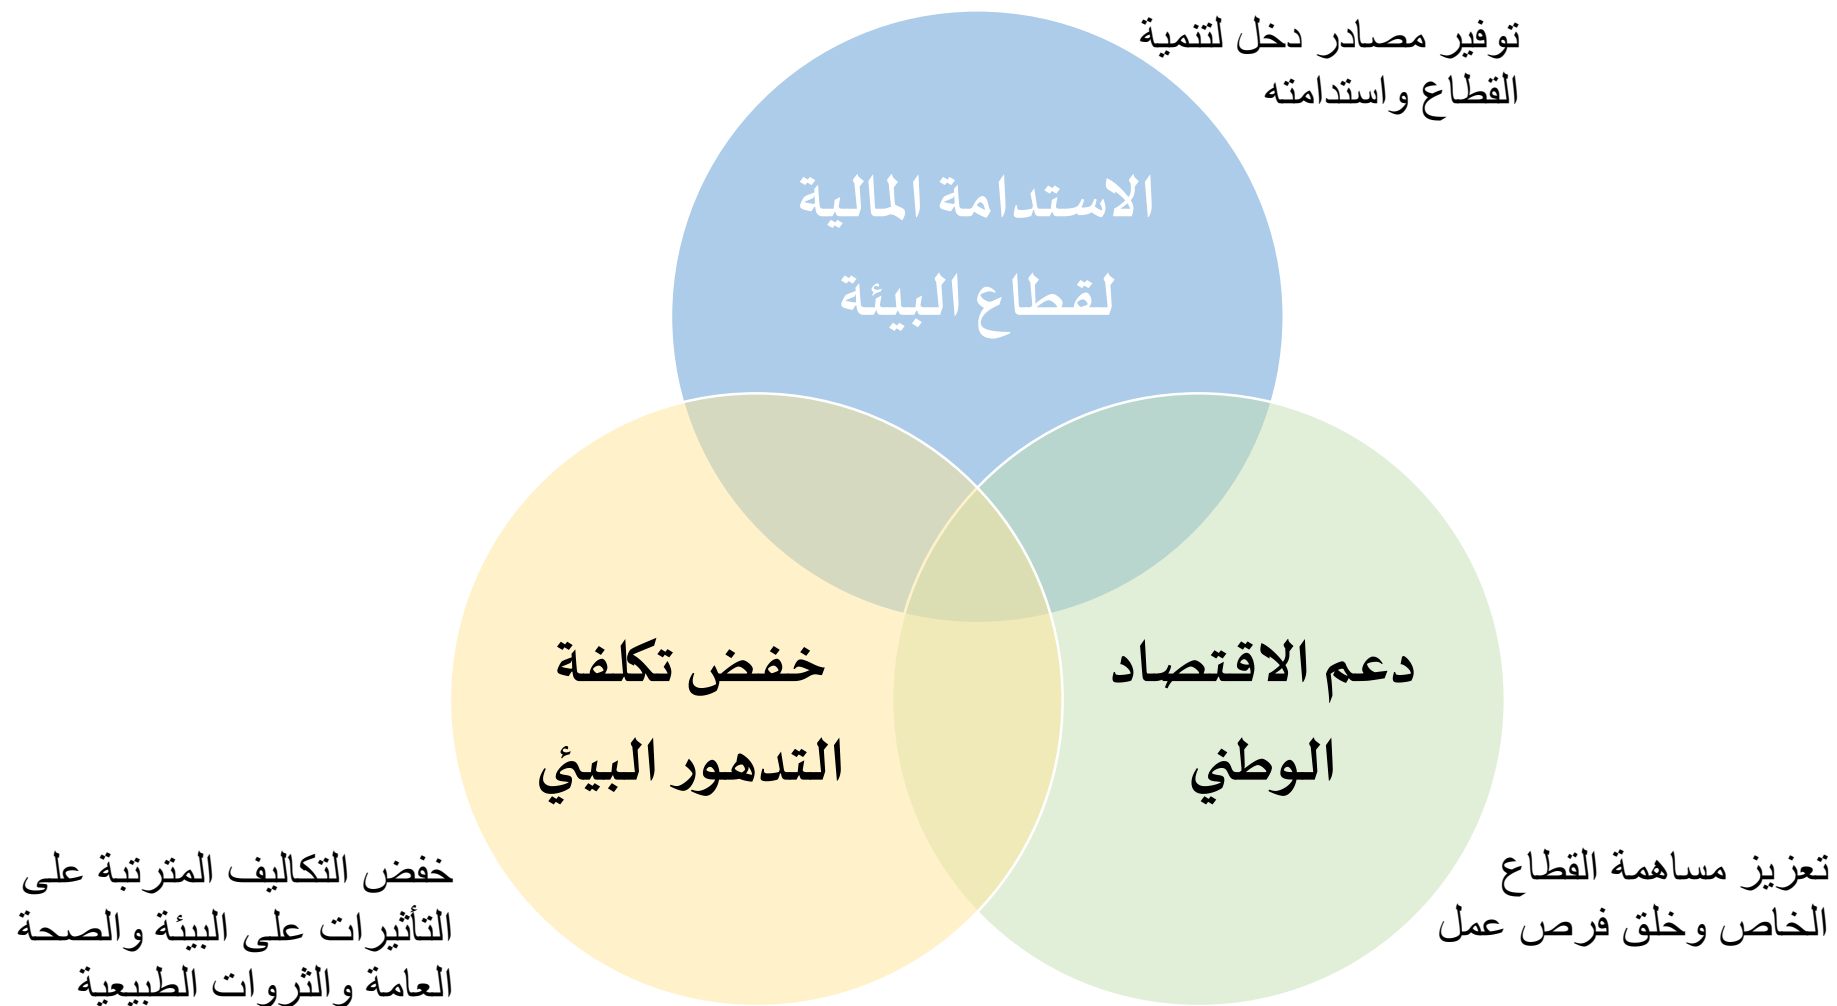 توفير مصادر دخل لتنمية
القطاع واستدامته
الاستدامة المالية
لقطاع البيئة
دعم الاقتصاد
الوطني
تعزيز مساهمة القطاع
الخاص وخلق فرص عمل
خفض تكلفة
التدهور البيئي
خفض التكاليف المترتبة على
التأثيرات على البيئة والصحة
العامة والثروات الطبيعية